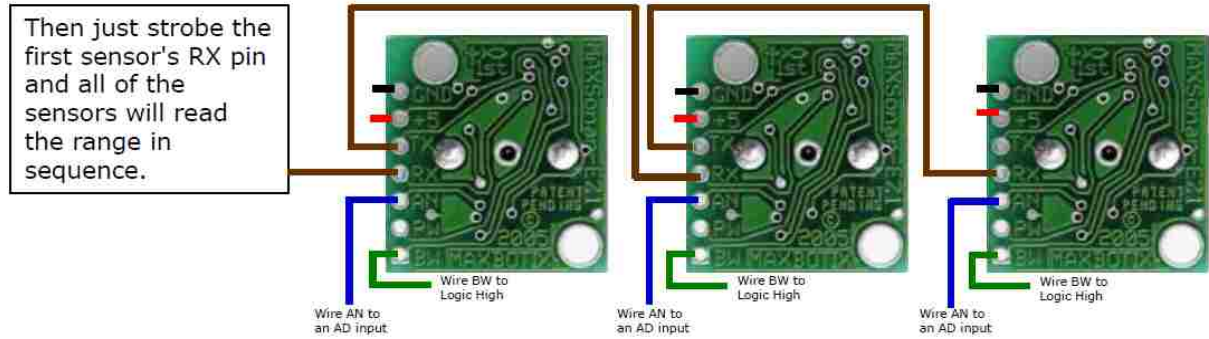 Then just strobe the
first sensor's RX pin
and all of the
sensors will read
the range in
sequence.
1st
GND
+5
TX
RX
AN
PW
BW MAXBOTIX
PATENT
PENDING
©
2005
Wire BW to
Logic High
Wire AN to
an AD input
1st
GND
+5
TX
RX
AN
PW
BW MAXBOTIX
PATENT
PENDING
©
2005
Wire BW to
Logic High
Wire AN to
an AD input
1st
GND
+5
TX
RX
AN
PW
BW MAXBOTIX
PATENT
PENDING
©
2005
Wire BW to
Logic High
Wire AN to
an AD input